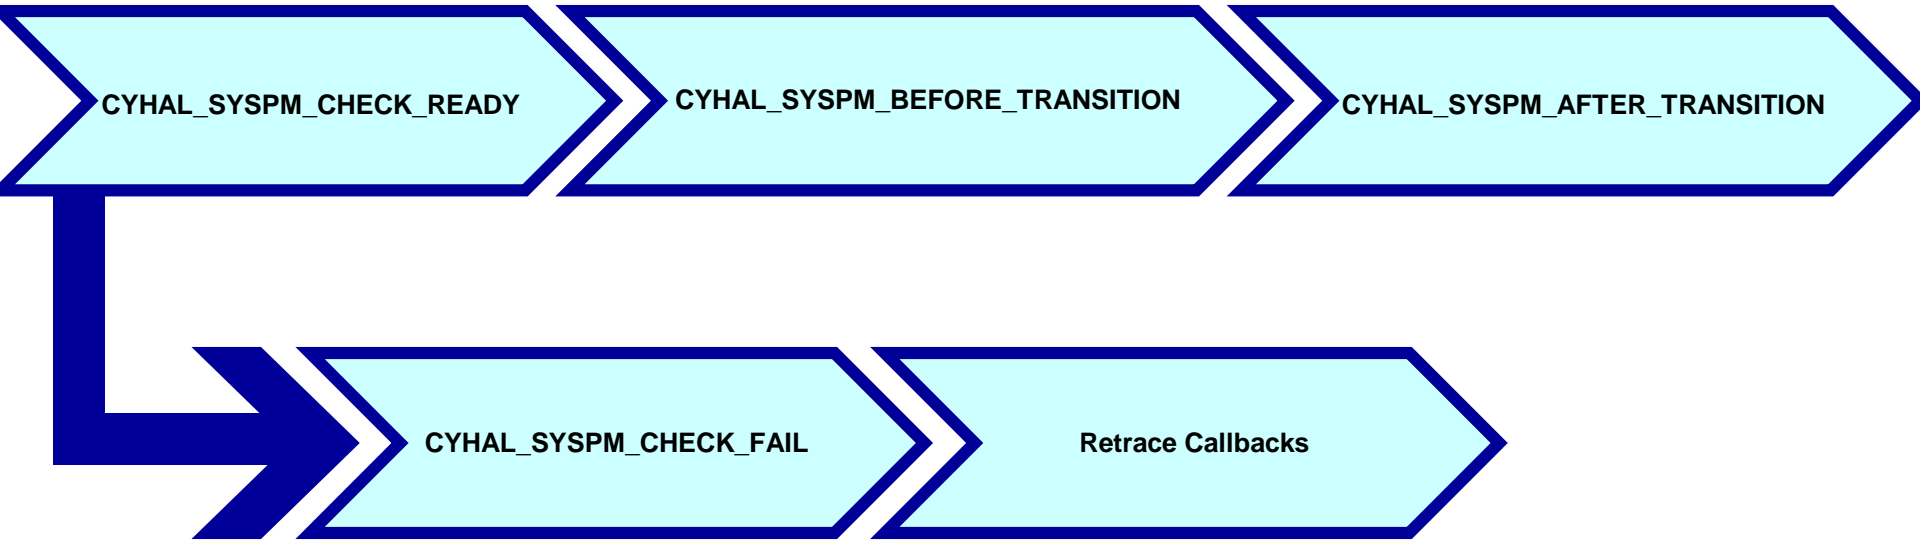 CYHAL_SYSPM_CHECK_READY
CYHAL_SYSPM_BEFORE_TRANSITION
CYHAL_SYSPM_AFTER_TRANSITION
CYHAL_SYSPM_CHECK_FAIL
Retrace Callbacks